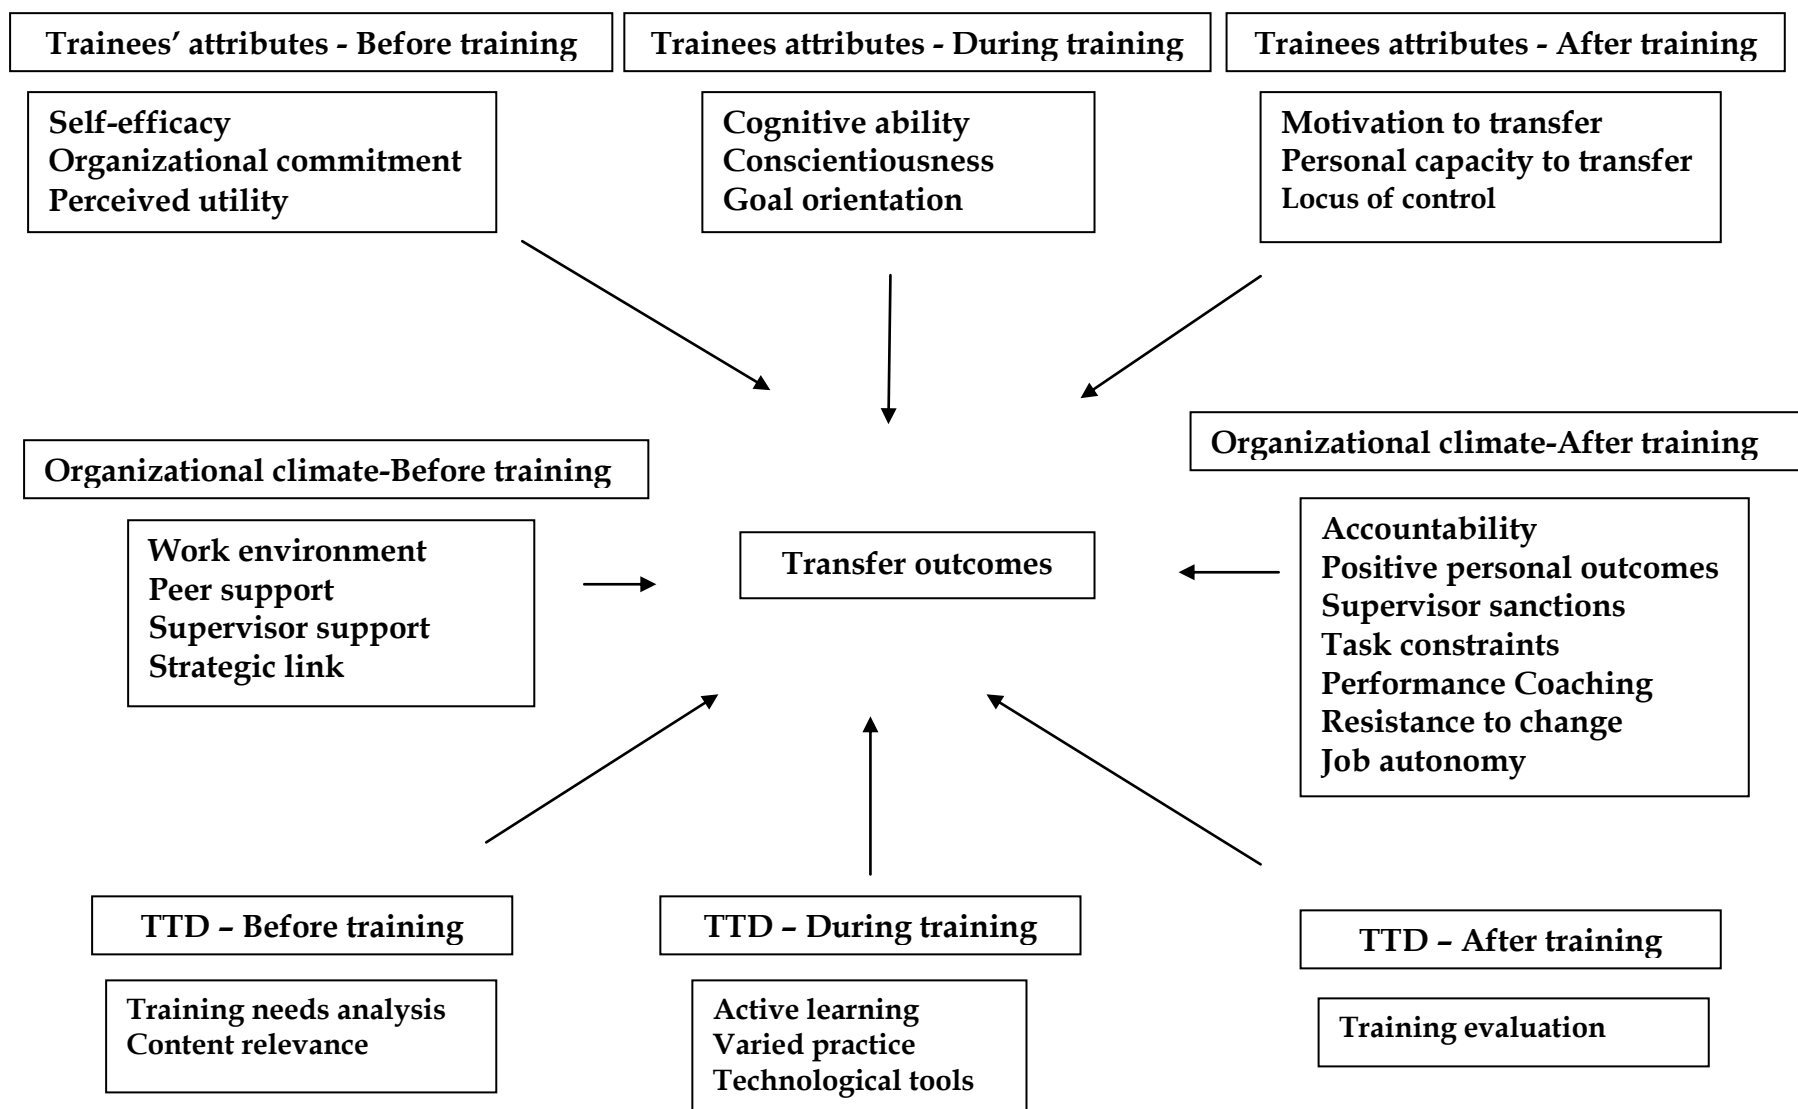 Trainees’ attributes - Before training
Trainees attributes - During training
Trainees attributes - After training
Self-efficacy
Organizational commitment
Perceived utility
Cognitive ability
Conscientiousness
Goal orientation
Motivation to transfer
Personal capacity to transfer
Locus of control
Organizational climate-Before training
Work environment
Peer support
Supervisor support
Strategic link
Transfer outcomes
Organizational climate-After training
Accountability
Positive personal outcomes
Supervisor sanctions
Task constraints
Performance Coaching
Resistance to change
Job autonomy
TTD – Before training
Training needs analysis
Content relevance
TTD – During training
Active learning
Varied practice
Technological tools
TTD – After training
Training evaluation